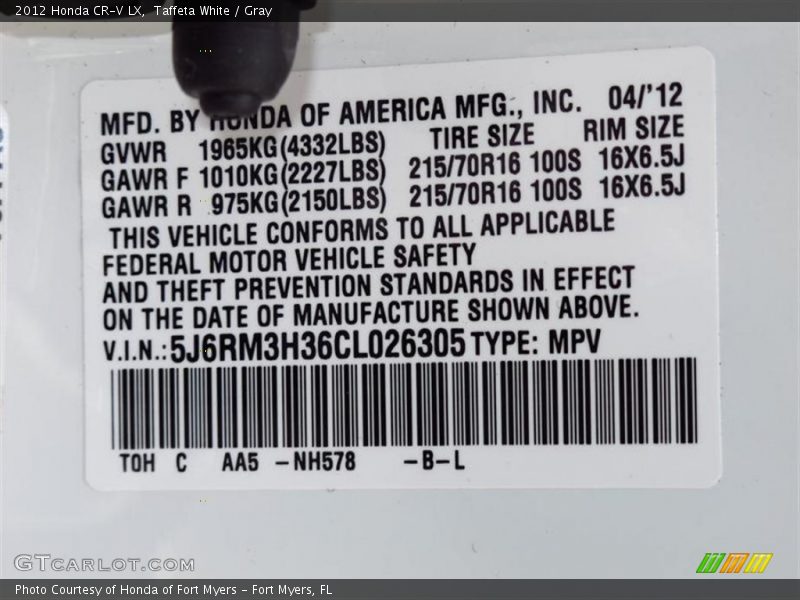 2012 Honda CR-V LX,  Taffeta White / Gray
MFD. BY HONDA OF AMERICA MFG., INC. 04/'12
GVWR 1965KG(4332LBS) TIRE SIZE RIM SIZE
GAWR F 1010KG(2227LBS) 215/70R16 100S 16X6.5J
GAWR R 975KG(2150LBS) 215/70R16 100S 16X6.5J
THIS VEHICLE CONFORMS TO ALL APPLICABLE
FEDERAL MOTOR VEHICLE SAFETY
AND THEFT PREVENTION STANDARDS IN EFFECT
ON THE DATE OF MANUFACTURE SHOWN ABOVE.
V.I.N.:5J6RM3H36CL026305 TYPE: MPV
TOH C AA5 -NH578 -B-L
GTCARLOT.COM
Photo Courtesy of Honda of Fort Myers - Fort Myers, FL